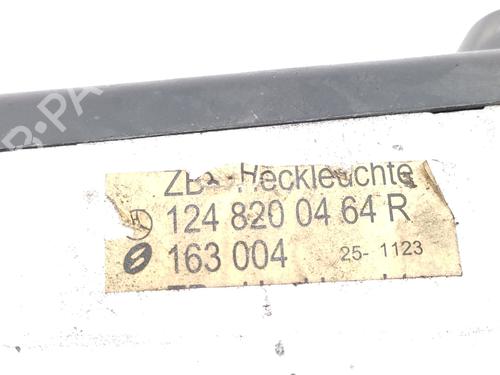 ZB- Heckleuchte
124 820 04 64 R
163 004 25- 1123